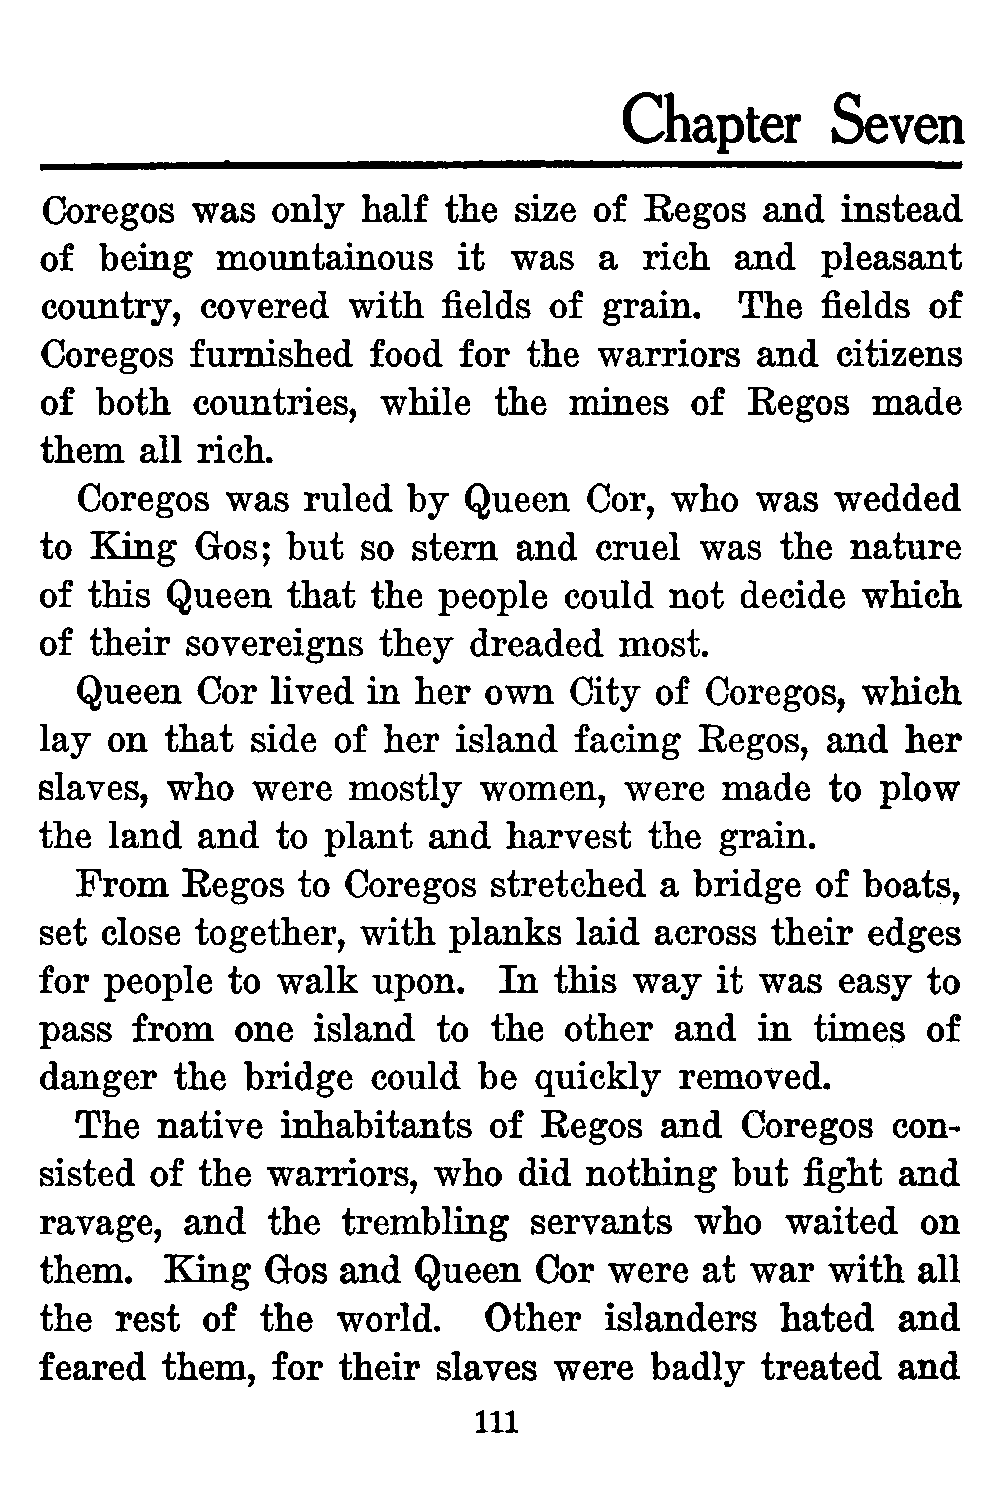 Chapter Seven
Coregos was only half the size of Regos and instead
of being mountainous it was a rich and pleasant
country, covered with fields of grain. The fields of
Coregos furnished food for the warriors and citizens
of both countries, while the mines of Regos made
them all rich.
Coregos was ruled by Queen Cor, who was wedded
to King Gos; but so stern and cruel was the nature
of this Queen that the people could not decide which
of their sovereigns they dreaded most.
Queen Cor lived in her own City of Coregos, which
lay on that side of her island facing Regos, and her
slaves, who were mostly women, were made to plow
the land and to plant and harvest the grain.
From Regos to Coregos stretched a bridge of boats,
set close together, with planks laid across their edges
for people to walk upon. In this way it was easy to
pass from one island to the other and in times of
danger the bridge could be quickly removed.
The native inhabitants of Regos and Coregos con-
sisted of the warriors, who did nothing but fight and
ravage, and the trembling servants who waited on
them. King Gos and Queen Cor were at war with all
the rest of the world. Other islanders hated and
feared them, for their slaves were badly treated and
111